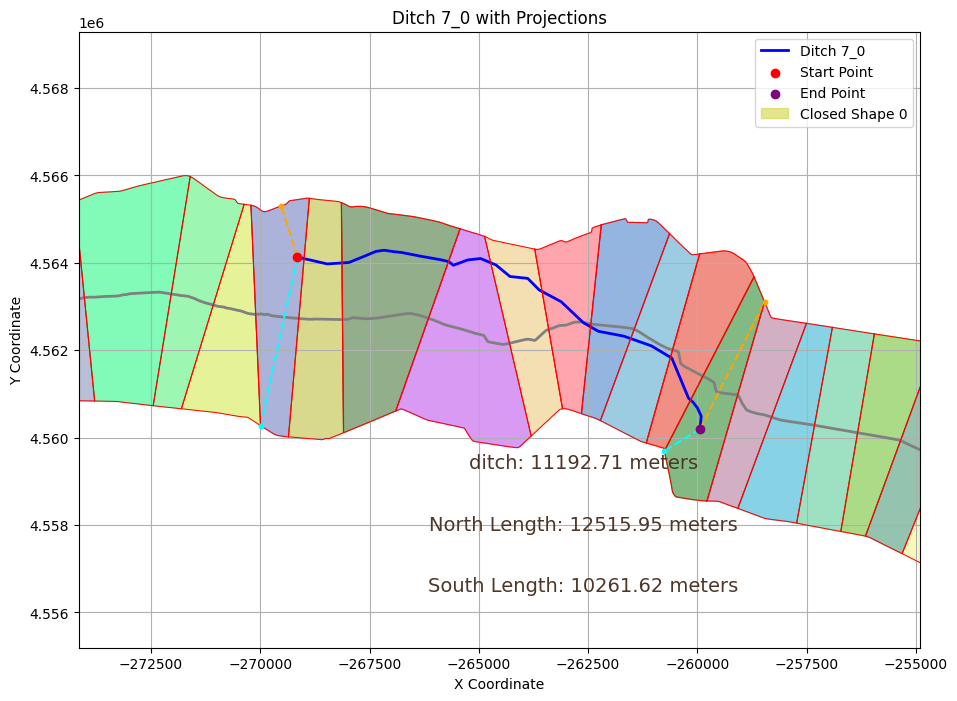 Ditch 7_0 with Projections
1e6
Ditch 7_0
Start Point
End Point
Closed Shape 0
4.568
4.566
4.564
4.562
4.560
4.558
4.556
Y Coordinate
ditch: 11192.71 meters
North Length: 12515.95 meters
South Length: 10261.62 meters
−272500 −270000 −267500 −265000 −262500 −260000 −257500 −255000
X Coordinate